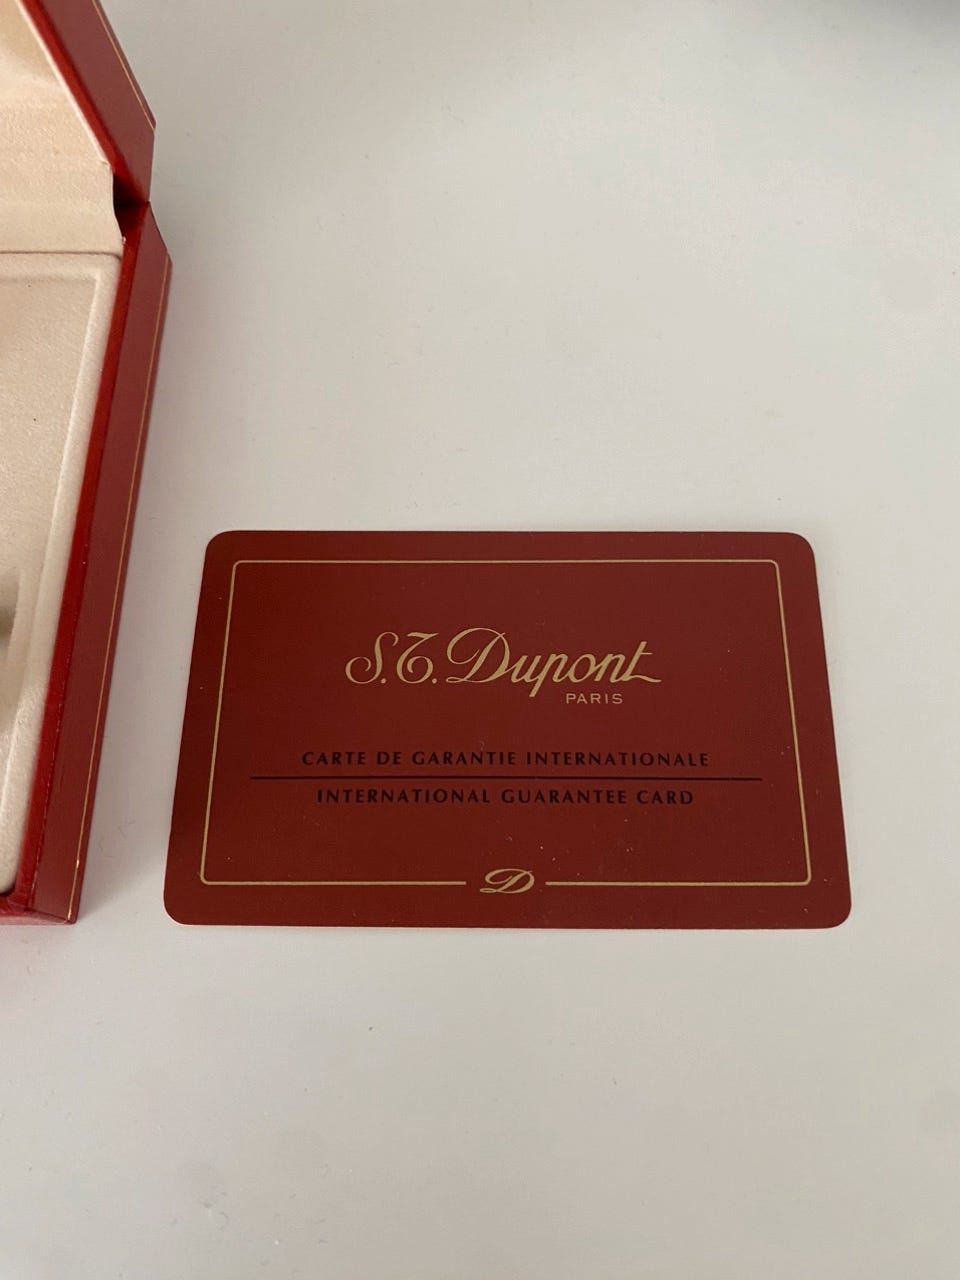 S.T. Dupont
PARIS
CARTE DE GARANTIE INTERNATIONALE
INTERNATIONAL GUARANTEE CARD
D